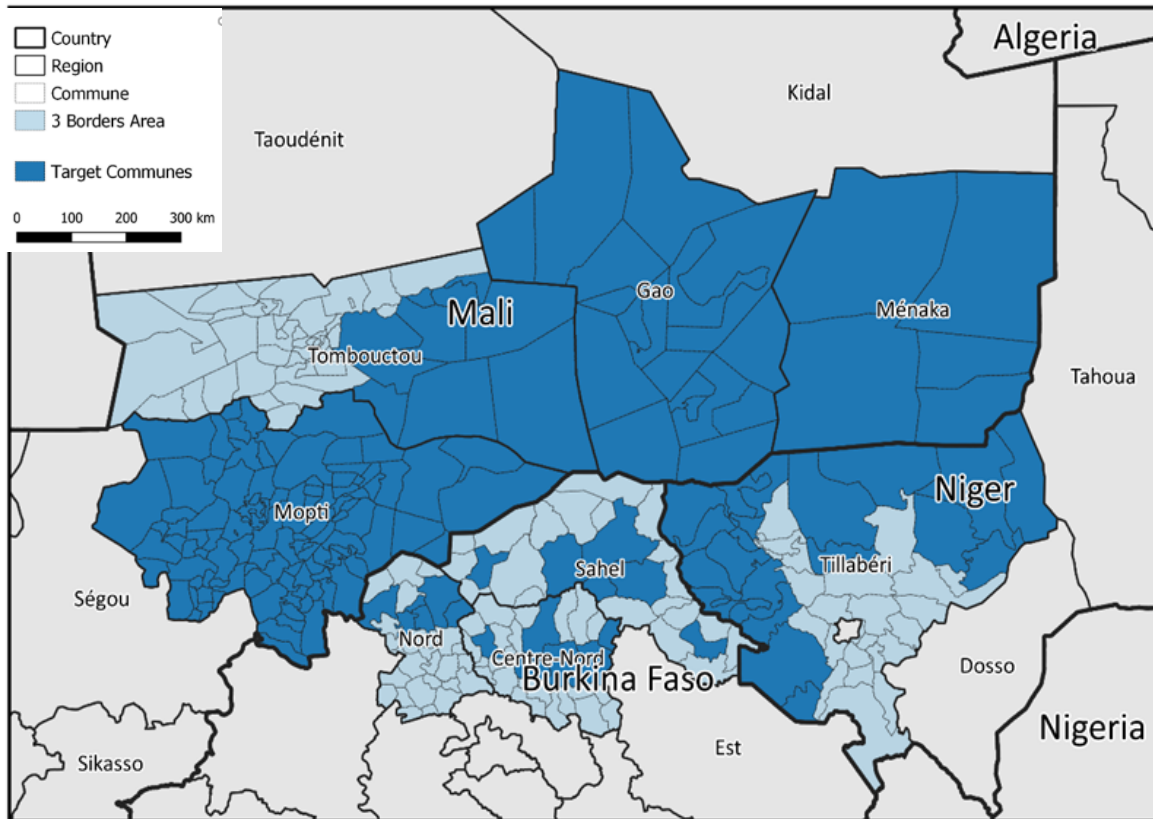 Country
Region
Commune
3 Borders Area
Target Communes
0 100 200 300 km
Algeria
Kidal
Taoudénit
Gao
Mali
Ménaka
Tombouctou
Tahoua
Niger
Mopti
Tillabéri
Sahel
Ségou
Nord
Centre-Nord
Dosso
Burkina Faso
Nigeria
Est
Sikasso